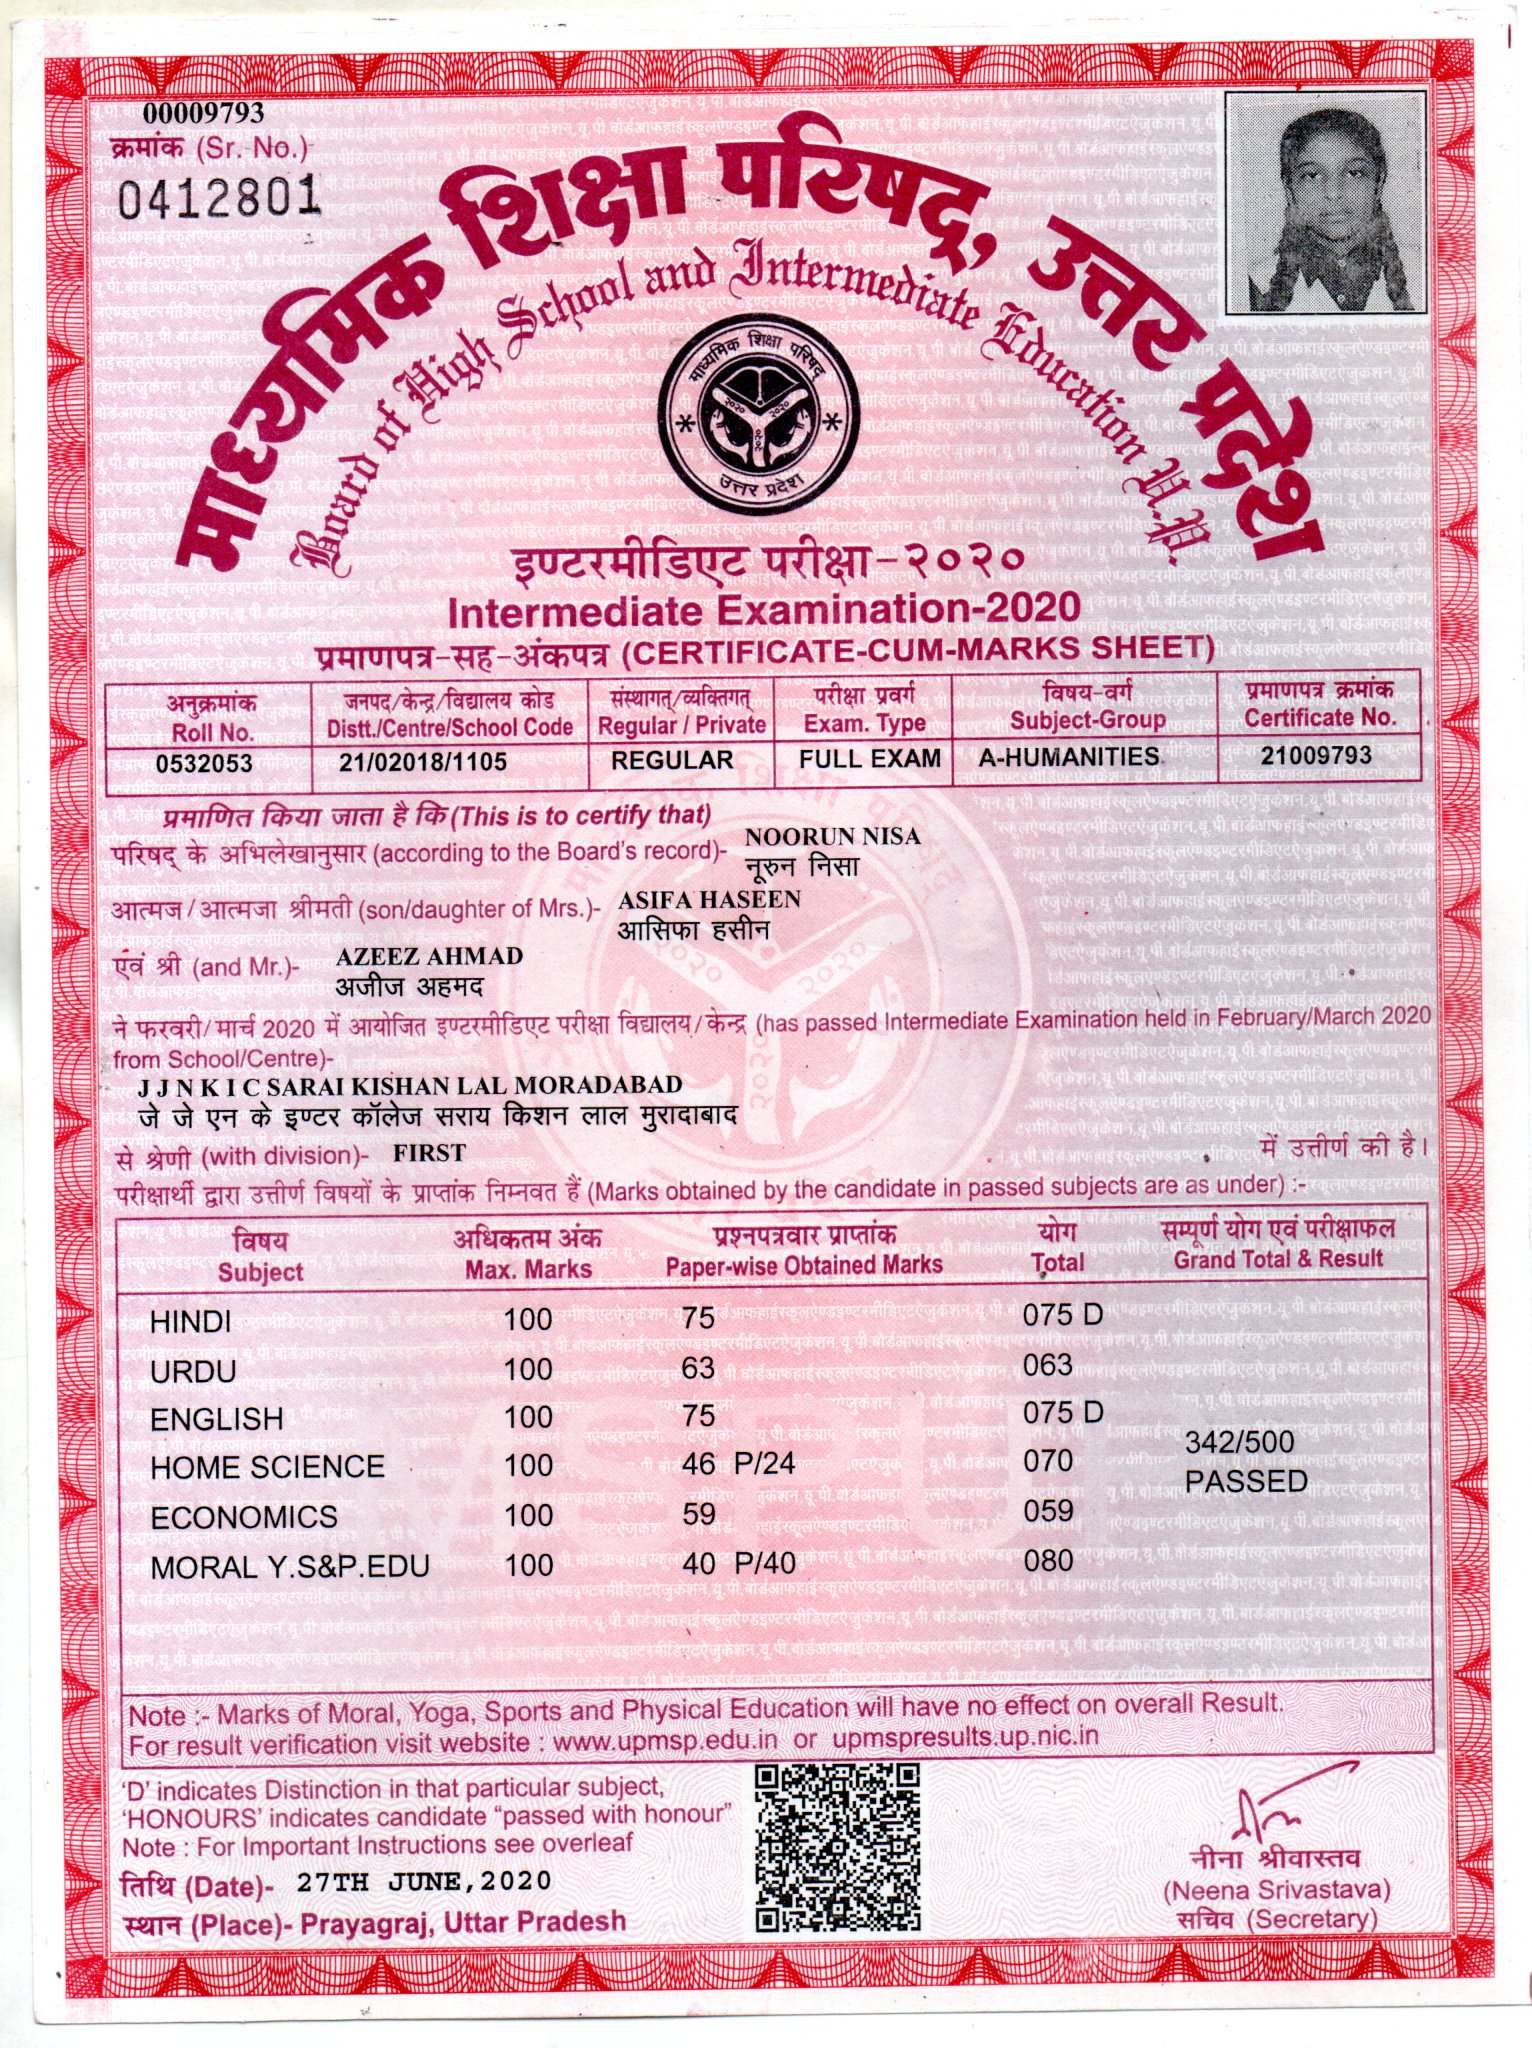 00009793
क्रमांक (Sr. No.)
0412801
माध्यमिक शिक्षा परिषद्, उत्तर प्रदेश
Board of High School and Intermediate Education U.P.
माध्यमिक शिक्षा परिषद्
२०२० २०२०
२०२०
उत्तर प्रदेश
इण्टरमीडिएट परीक्षा-२०२०
Intermediate Examination-2020
प्रमाणपत्र-सह-अंकपत्र (CERTIFICATE-CUM-MARKS SHEET)
अनुक्रमांक जनपद/केन्द्र/विद्यालय कोड संस्थागत/व्यक्तिगत परीक्षा प्रवर्ग विषय-वर्ग प्रमाणपत्र क्रमांक
Roll No. Distt./Centre/School Code Regular / Private Exam. Type Subject-Group Certificate No.
0532053 21/02018/1105 REGULAR FULL EXAM A-HUMANITIES 21009793
प्रमाणित किया जाता है कि (This is to certify that)
परिषद् के अभिलेखानुसार (according to the Board's record)- NOORUN NISA
नूरुन निसा
आत्मज/आत्मजा श्रीमती (son/daughter of Mrs.)- ASIFA HASEEN
आसिफा हसीन
एवं श्री (and Mr.)- AZEEZ AHMAD
अजीज अहमद
ने फरवरी/मार्च 2020 में आयोजित इण्टरमीडिएट परीक्षा विद्यालय/केन्द्र (has passed Intermediate Examination held in February/March 2020
from School/Centre)-
J J N K I C SARAI KISHAN LAL MORADABAD
जे जे एन के इण्टर कॉलेज सराय किशन लाल मुरादाबाद
से श्रेणी (with division)- FIRST में उत्तीर्ण की है।
परीक्षार्थी द्वारा उत्तीर्ण विषयों के प्राप्तांक निम्नवत हैं (Marks obtained by the candidate in passed subjects are as under) :-
विषय अधिकतम अंक प्रश्नपत्रवार प्राप्तांक योग सम्पूर्ण योग एवं परीक्षाफल
Subject Max. Marks Paper-wise Obtained Marks Total Grand Total & Result
HINDI 100 75 075 D
URDU 100 63 063
ENGLISH 100 75 075 D
342/500
HOME SCIENCE 100 46 P/24 070
PASSED
ECONOMICS 100 59 059
MORAL Y.S&P.EDU 100 40 P/40 080
Note :- Marks of Moral, Yoga, Sports and Physical Education will have no effect on overall Result.
For result verification visit website : www.upmsp.edu.in or upmspresults.up.nic.in
'D' indicates Distinction in that particular subject,
'HONOURS' indicates candidate "passed with honour"
Note : For Important Instructions see overleaf
तिथि (Date)- 27TH JUNE,2020
स्थान (Place)- Prayagraj, Uttar Pradesh
नीना श्रीवास्तव
(Neena Srivastava)
सचिव (Secretary)